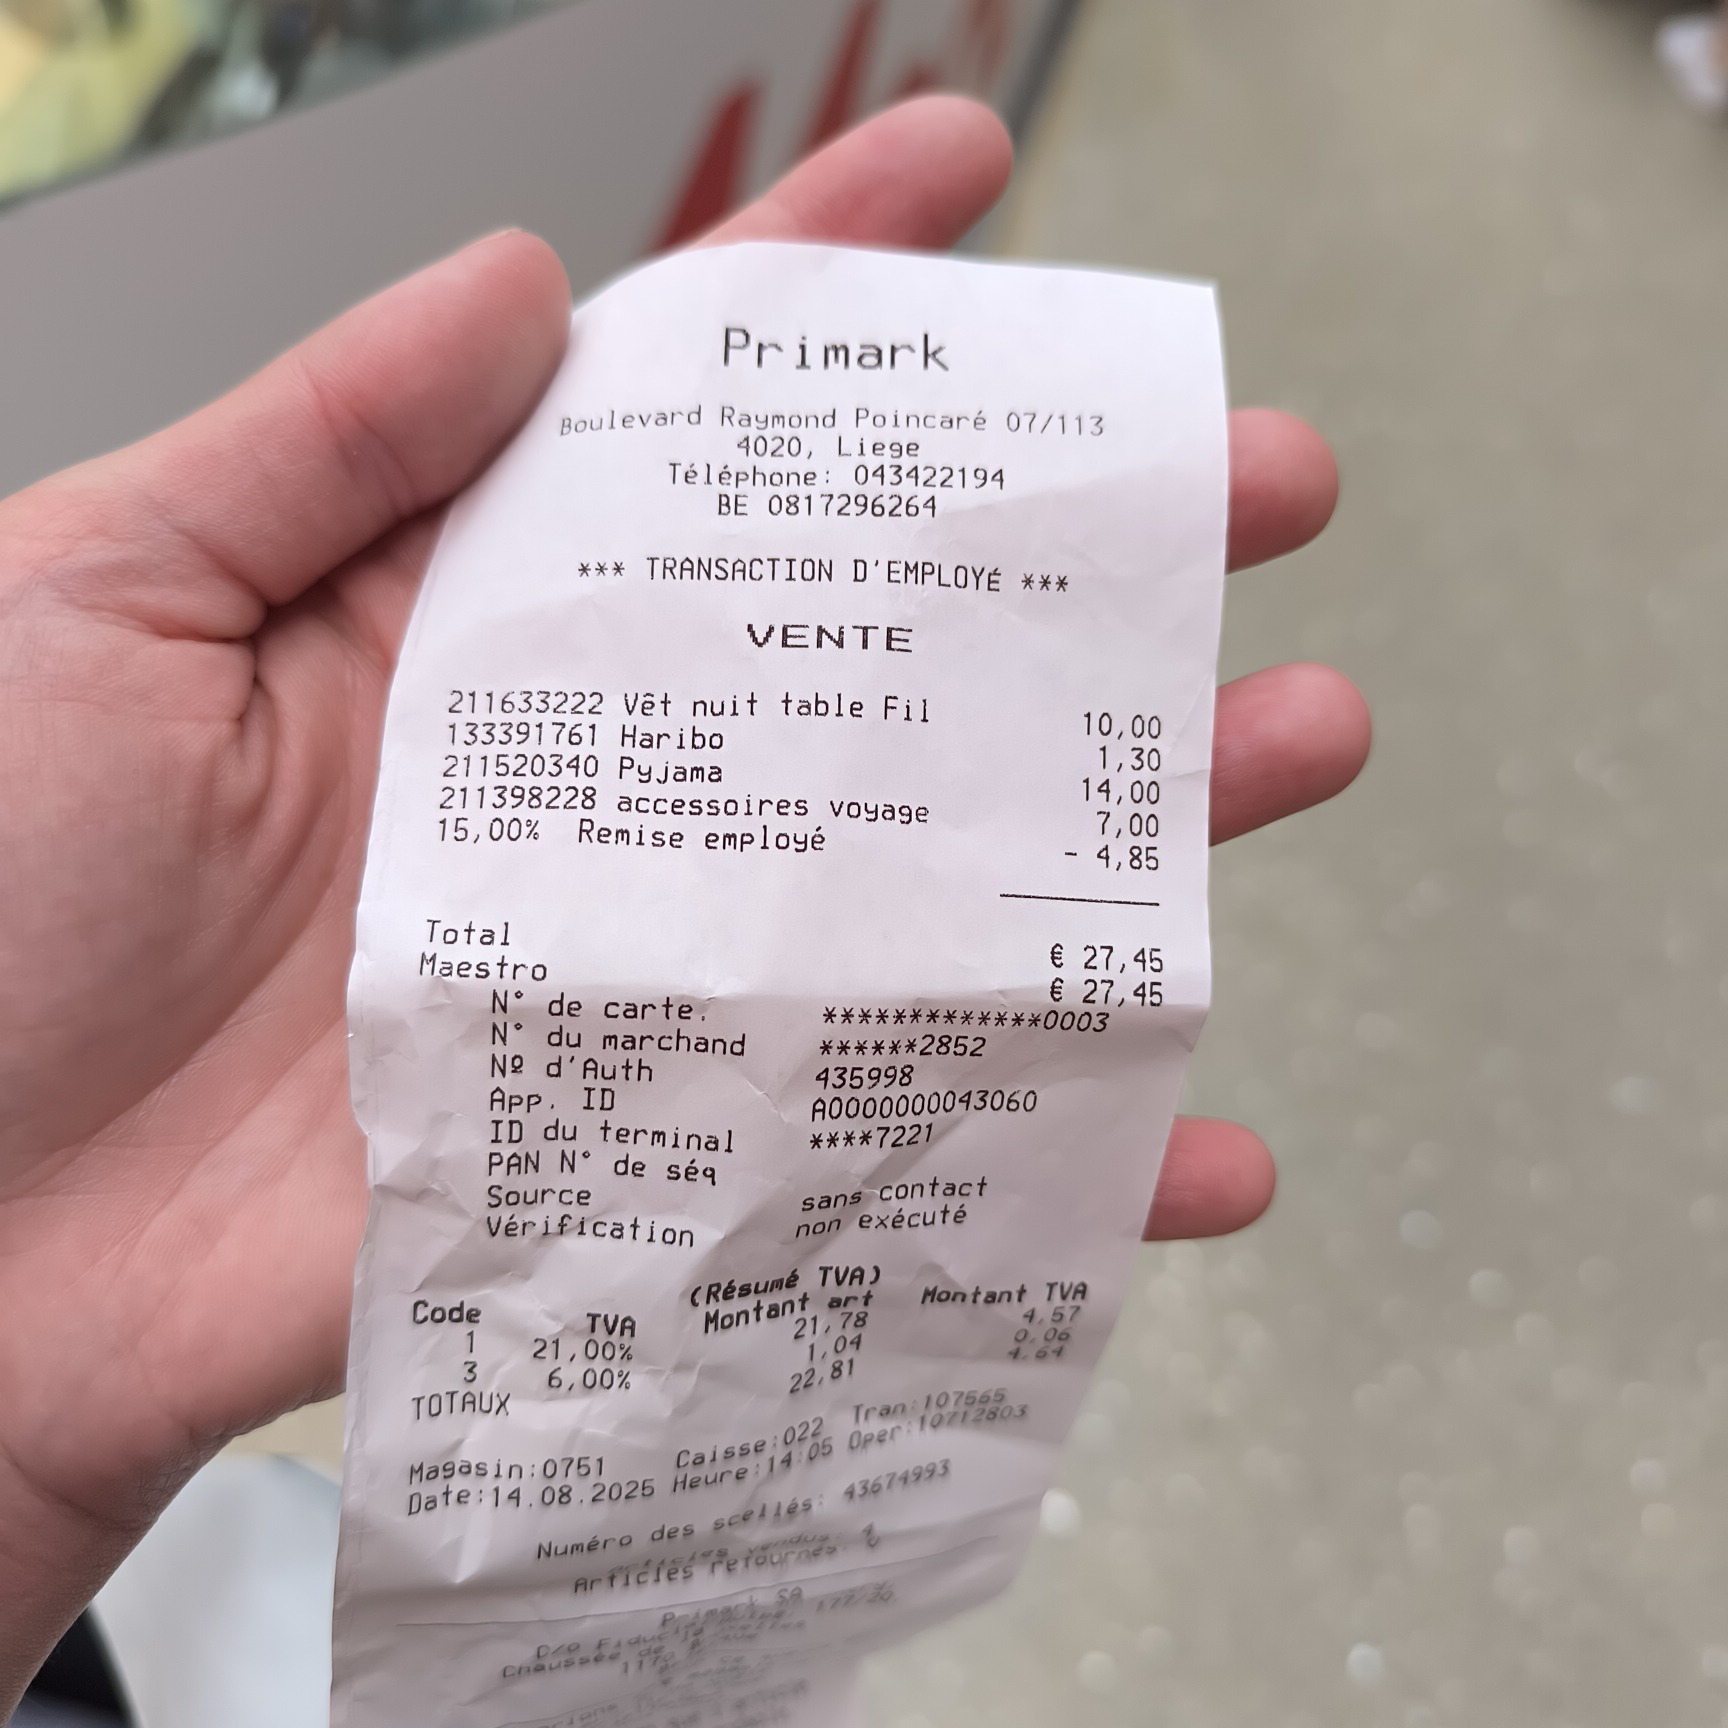 Primark
Boulevard Raymond Poincaré 07/113
4020, Liege
Téléphone: 043422194
BE 0817296264
*** TRANSACTION D'EMPLOYÉ ***
VENTE
211633222 Vêt nuit table Fil 10,00
133391761 Haribo 1,30
211520340 Pyjama 14,00
211398228 accessoires voyage 7,00
15,00% Remise employé - 4,85
Total € 27,45
Maestro € 27,45
N° de carte. *************0003
N° du marchand ******2852
Nº d'Auth 435998
App. ID A0000000043060
ID du terminal ****7221
PAN N° de séq
Source sans contact
Vérification non exécuté
(Résumé TVA)
Code TVA Montant art Montant TVA
1 21,00% 21,78 4,57
3 6,00% 1,04 0,06
TOTAUX 22,81 4,64
Magasin:0751 Caisse:022 Tran:107565
Date:14.08.2025 Heure:14:05 Oper:10712803
Numéro des scellés: 43674993
articles vendus: 4
Articles retournés:
Primark SA
Chaussée de